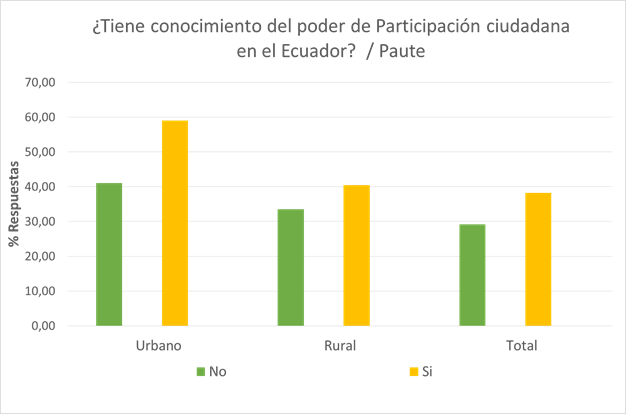 ¿Tiene conocimiento del poder de Participación ciudadana
en el Ecuador?  / Paute
% Respuestas
70,00
60,00
50,00
40,00
30,00
20,00
10,00
0,00
Urbano Rural Total
No Si